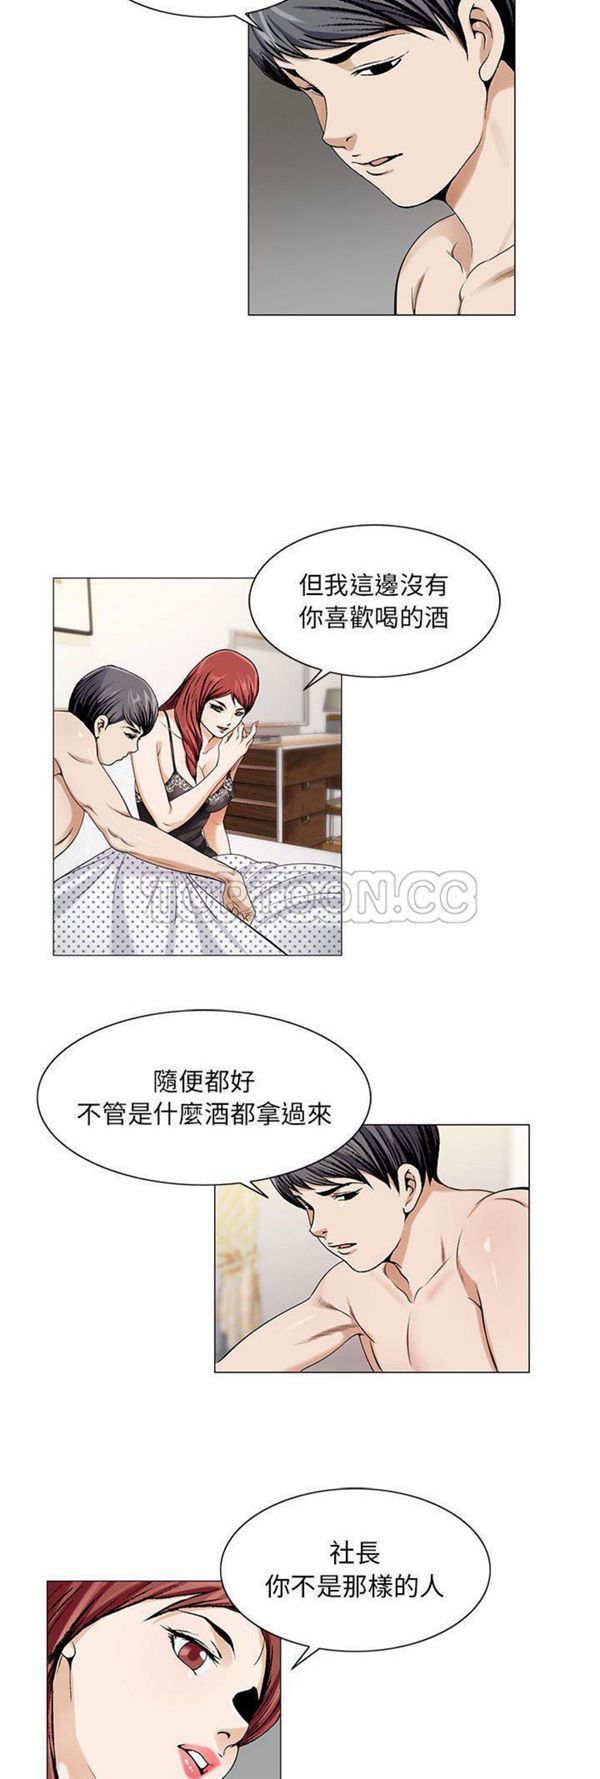 但我這邊沒有
你喜歡喝的酒
TOPTOON.CC
隨便都好
不管是什麼酒都拿過來
社長
你不是那樣的人